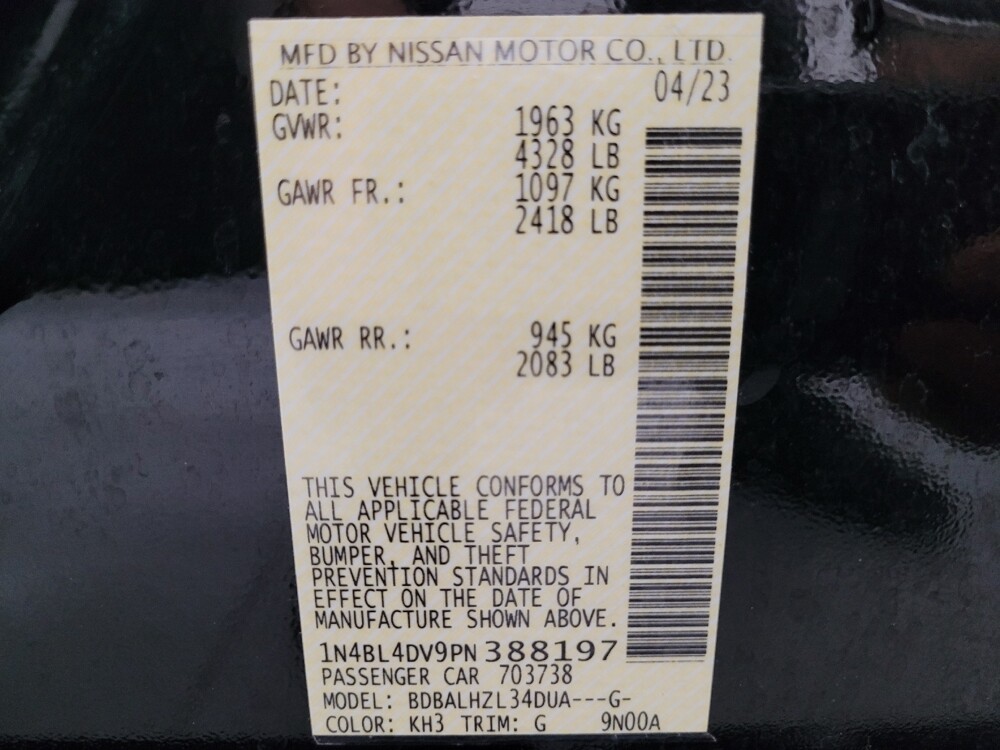 MFD BY NISSAN MOTOR CO., LTD.
DATE: 04/23
GVWR: 1963 KG
4328 LB
GAWR FR.: 1097 KG
2418 LB
GAWR RR.: 945 KG
2083 LB
THIS VEHICLE CONFORMS TO
ALL APPLICABLE FEDERAL
MOTOR VEHICLE SAFETY,
BUMPER, AND THEFT
PREVENTION STANDARDS IN
EFFECT ON THE DATE OF
MANUFACTURE SHOWN ABOVE.
1N4BL4DV9PN388197
PASSENGER CAR 703738
MODEL: BDBALHZL34DUA---G-
COLOR: KH3 TRIM: G 9N00A